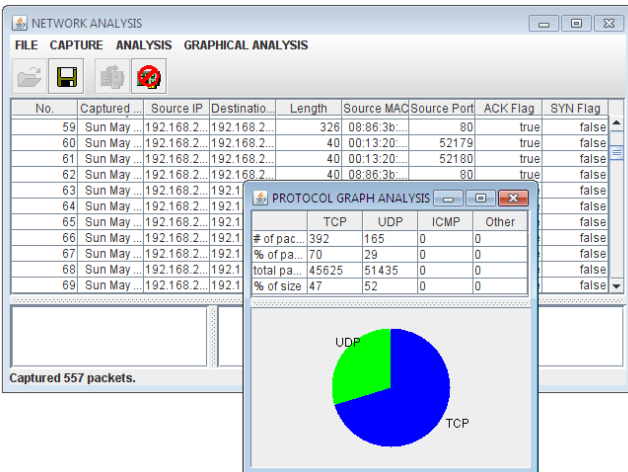 NETWORK ANALYSIS
FILE CAPTURE ANALYSIS GRAPHICAL ANALYSIS
No. Captured ... Source IP Destinatio... Length Source MAC Source Port ACK Flag SYN Flag
59 Sun May ... 192.168.2... 192.168.2... 326 08:86:3b:... 80 true false
60 Sun May ... 192.168.2... 192.168.2... 40 00:13:20:... 52179 true false
61 Sun May ... 192.168.2... 192.168.2... 40 00:13:20:... 52180 true false
62 Sun May ... 192.168.2... 192.168.2... 40 08:86:3b:... 80 true false
63 Sun May ... 192.168.2... 192.1 false
64 Sun May ... 192.168.2... 192.1 false
65 Sun May ... 192.168.2... 192.1 false
66 Sun May ... 192.168.2... 192.1 false
67 Sun May ... 192.168.2... 192.1 false
68 Sun May ... 192.168.2... 192.1 false
69 Sun May ... 192.168.2... 192.1 false
Captured 557 packets.
PROTOCOL GRAPH ANALYSIS
TCP UDP ICMP Other
# of pac... 392 165 0 0
% of pa... 70 29 0 0
total pa... 45625 51435 0 0
% of size 47 52 0 0
UDP
TCP